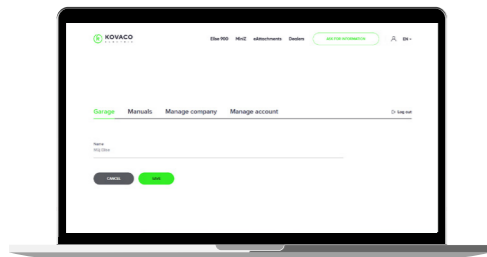 KOVACO
ELECTRIC
Elise 900 MiniZ eAttachments Dealers ASK FOR INFORMATION EN
Garage Manuals Manage company Manage account Log out
Name
CANCEL SAVE